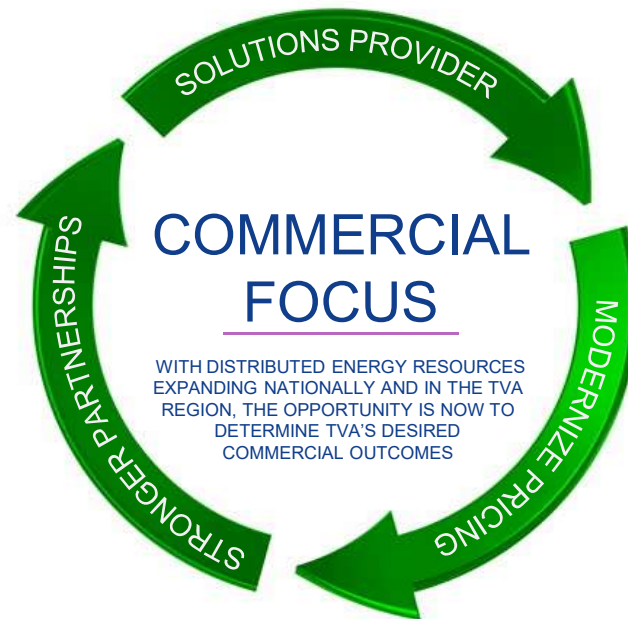 SOLUTIONS PROVIDER
COMMERCIAL
FOCUS
WITH DISTRIBUTED ENERGY RESOURCES
EXPANDING NATIONALLY AND IN THE TVA
REGION, THE OPPORTUNITY IS NOW TO
DETERMINE TVA'S DESIRED
COMMERCIAL OUTCOMES
MODERNIZE PRICING
STRONGER PARTNERSHIPS